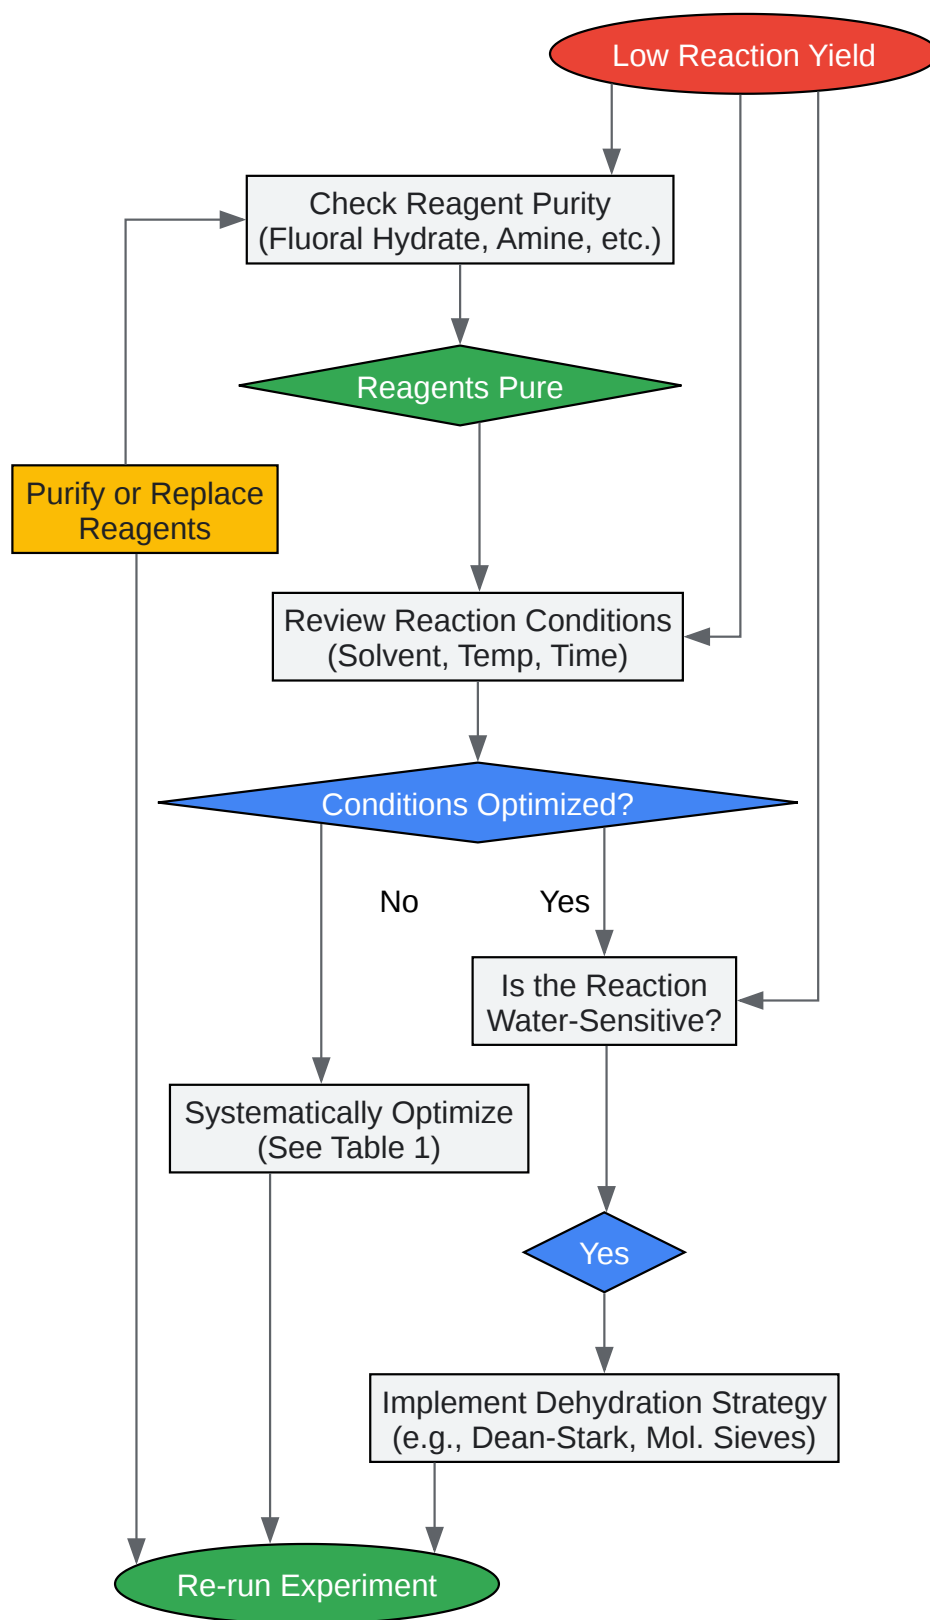 Low Reaction Yield
Check Reagent Purity
(Fluoral Hydrate, Amine, etc.)
Reagents Pure
Purify or Replace
Reagents
Review Reaction Conditions
(Solvent, Temp, Time)
Conditions Optimized?
No
Yes
Is the Reaction
Water-Sensitive?
Systematically Optimize
(See Table 1)
Yes
Implement Dehydration Strategy
(e.g., Dean-Stark, Mol. Sieves)
Re-run Experiment